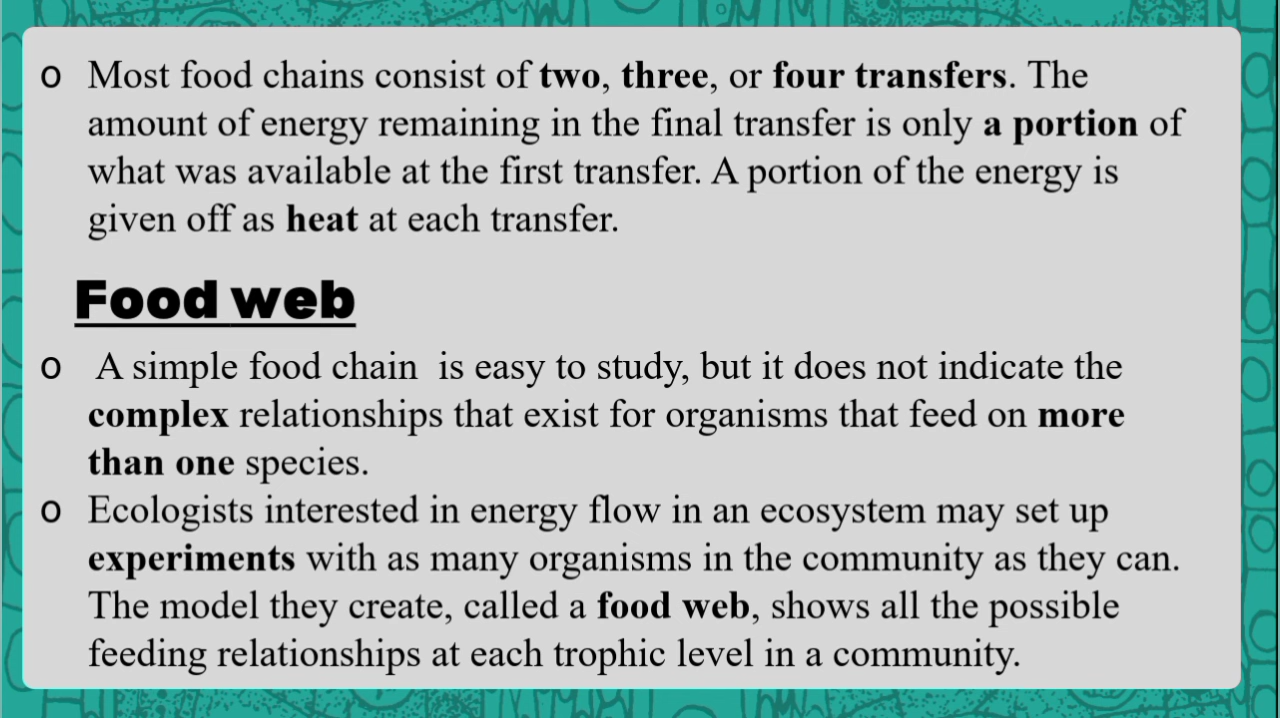 o Most food chains consist of two, three, or four transfers. The
amount of energy remaining in the final transfer is only a portion of
what was available at the first transfer. A portion of the energy is
given off as heat at each transfer.
Food web
o A simple food chain  is easy to study, but it does not indicate the
complex relationships that exist for organisms that feed on more
than one species.
o Ecologists interested in energy flow in an ecosystem may set up
experiments with as many organisms in the community as they can.
The model they create, called a food web, shows all the possible
feeding relationships at each trophic level in a community.